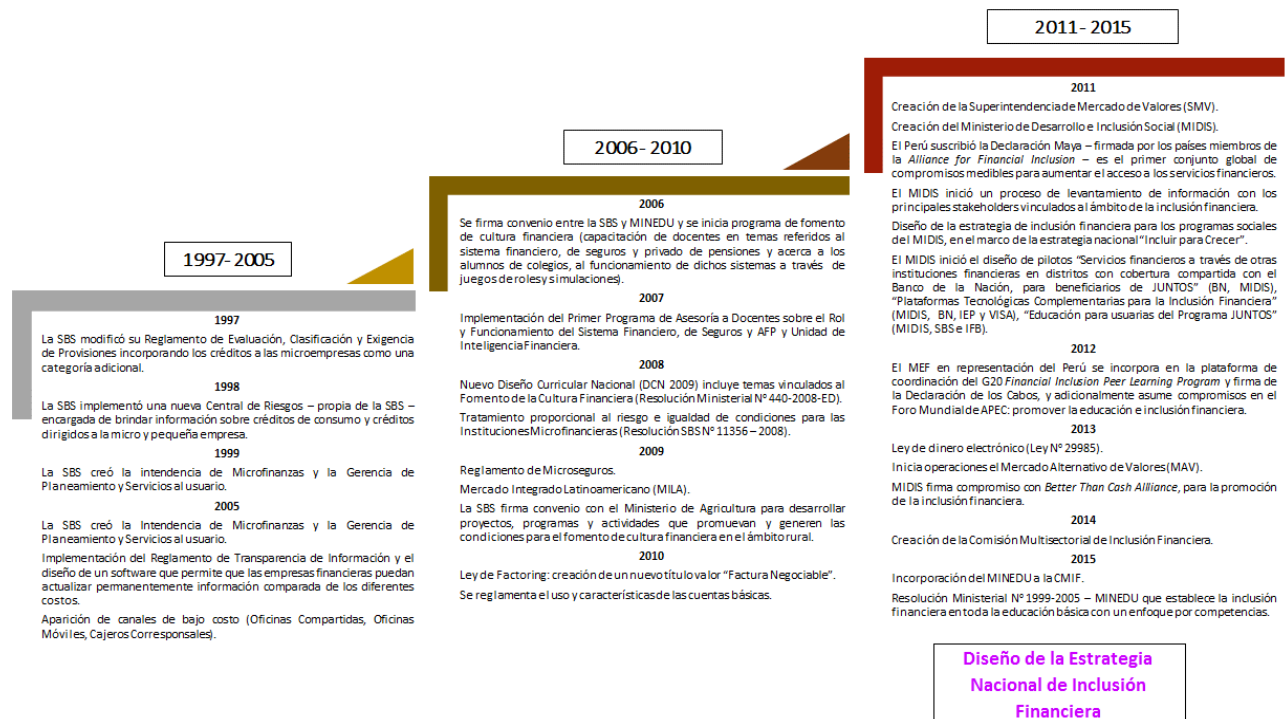 1997-2005
1997
La SBS modificó su Reglamento de Evaluación, Clasificación y Exigencia
de Provisiones incorporando los créditos a las microempresas como una
categoría adicional.
1998
La SBS implementó una nueva Central de Riesgos – propia de la SBS –
encargada de brindar información sobre créditos de consumo y créditos
dirigidos a la micro y pequeña empresa.
1999
La SBS creó la intendencia de Microfinanzas y la Gerencia de
Planeamiento y Servicios al usuario.
2005
La SBS creó la Intendencia de Microfinanzas y la Gerencia de
Planeamiento y Servicios al usuario.
Implementación del Reglamento de Transparencia de Información y el
diseño de un software que permite que las empresas financieras puedan
actualizar permanentemente información comparada de los diferentes
costos.
Aparición de canales de bajo costo (Oficinas Compartidas, Oficinas
Móviles, Cajeros Corresponsales).
2006-2010
2006
Se firma convenio entre la SBS y MINEDU y se inicia programa de fomento
de cultura financiera (capacitación de docentes en temas referidos al
sistema financiero, de seguros y privado de pensiones y acerca a los
alumnos de colegios, al funcionamiento de dichos sistemas a través de
juegos de roles y simulaciones).
2007
Implementación del Primer Programa de Asesoría a Docentes sobre el Rol
y Funcionamiento del Sistema Financiero, de Seguros y AFP y Unidad de
Inteligencia Financiera.
2008
Nuevo Diseño Curricular Nacional (DCN 2009) incluye temas vinculados al
Fomento de la Cultura Financiera (Resolución Ministerial Nº 440-2008-ED).
Tratamiento proporcional al riesgo e igualdad de condiciones para las
Instituciones Microfinancieras (Resolución SBS Nº 11356 – 2008).
2009
Reglamento de Microseguros.
Mercado Integrado Latinoamericano (MILA).
La SBS firma convenio con el Ministerio de Agricultura para desarrollar
proyectos, programas y actividades que promuevan y generen las
condiciones para el fomento de cultura financiera en el ámbito rural.
2010
Ley de Factoring: creación de un nuevo título valor “Factura Negociable”.
Se reglamenta el uso y características de las cuentas básicas.
2011-2015
2011
Creación de la Superintendencia de Mercado de Valores (SMV).
Creación del Ministerio de Desarrollo e Inclusión Social (MIDIS).
El Perú suscribió la Declaración Maya – firmada por los países miembros de
la Alliance for Financial Inclusion – es el primer conjunto global de
compromisos medibles para aumentar el acceso a los servicios financieros.
El MIDIS inició un proceso de levantamiento de información con los
principales stakeholders vinculados al ámbito de la inclusión financiera.
Diseño de la estrategia de inclusión financiera para los programas sociales
del MIDIS, en el marco de la estrategia nacional “Incluir para Crecer”.
El MIDIS inició el diseño de pilotos “Servicios financieros a través de otras
instituciones financieras en distritos con cobertura compartida con el
Banco de la Nación, para beneficiarios de JUNTOS” (BN, MIDIS),
“Plataformas Tecnológicas Complementarias para la Inclusión Financiera”
(MIDIS, BN, IEP y VISA), “Educación para usuarias del Programa JUNTOS”
(MIDIS, SBS e IFB).
2012
El MEF en representación del Perú se incorpora en la plataforma de
coordinación del G20 Financial Inclusion Peer Learning Program y firma de
la Declaración de los Cabos, y adicionalmente asume compromisos en el
Foro Mundial de APEC: promover la educación e inclusión financiera.
2013
Ley de dinero electrónico (Ley Nº 29985).
Inicia operaciones el Mercado Alternativo de Valores (MAV).
MIDIS firma compromiso con Better Than Cash Alliance, para la promoción
de la inclusión financiera.
2014
Creación de la Comisión Multisectorial de Inclusión Financiera.
2015
Incorporación del MINEDU a la CMIF.
Resolución Ministerial Nº 1999-2005 – MINEDU que establece la inclusión
financiera en toda la educación básica con un enfoque por competencias.
Diseño de la Estrategia
Nacional de Inclusión
Financiera